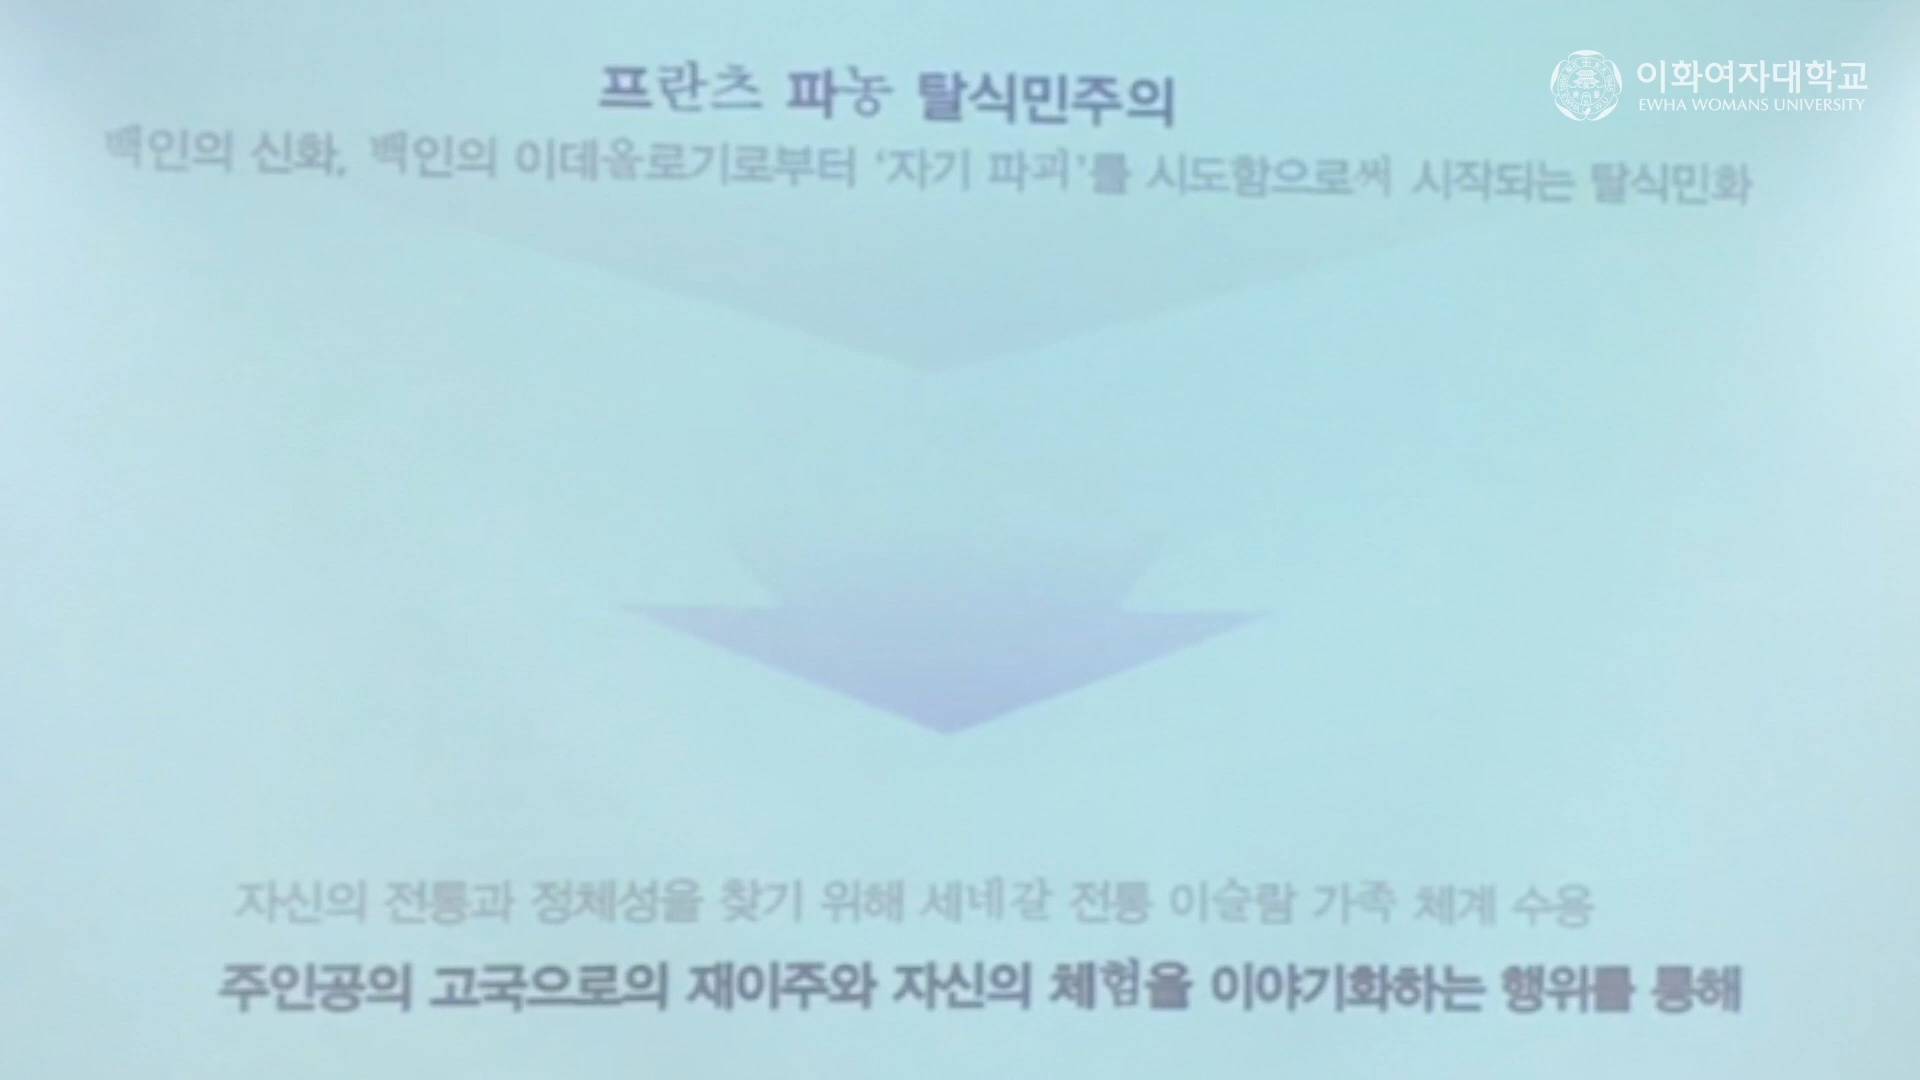 프란츠 파농 탈식민주의
이화여자대학교
EWHA WOMANS UNIVERSITY
백인의 신화, 백인의 이데올로기로부터 ‘자기 파괴’를 시도함으로써 시작되는 탈식민화
자신의 전통과 정체성을 찾기 위해 세네갈 전통 이슬람 가족 체계 수용
주인공의 고국으로의 재이주와 자신의 체험을 이야기화하는 행위를 통해